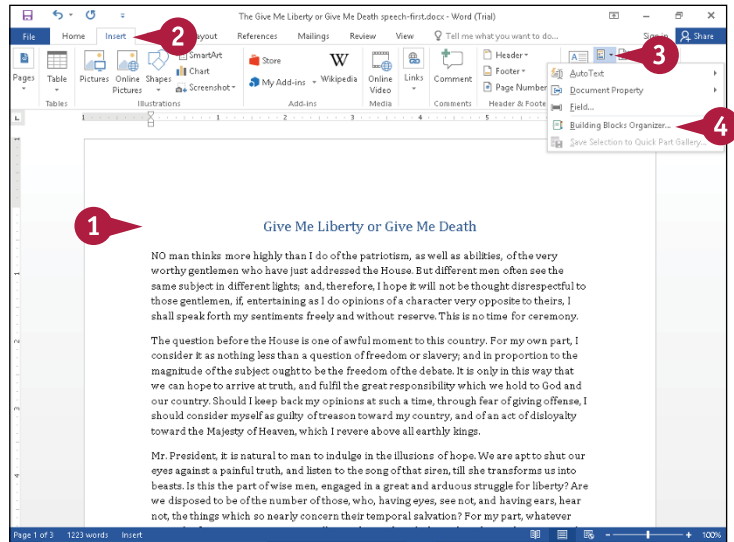 The Give Me Liberty or Give Me Death speech-first.docx - Word (Trial)
File Home Insert Layout References Mailings Review View Tell me what you want to do... Sign in Share
2
3
Pages
Table
Pictures
Online Pictures
Shapes
SmartArt
Chart
Screenshot
Store
My Add-ins
Wikipedia
Online Video
Links
Comment
Header
Footer
Page Number
Tables Illustrations Add-ins Media Comments Header & Foote
AutoText
Document Property
Field...
Building Blocks Organizer...
Save Selection to Quick Part Gallery...
4
1 1 2 3 4 5
1
Give Me Liberty or Give Me Death
NO man thinks more highly than I do of the patriotism, as well as abilities, of the very
worthy gentlemen who have just addressed the House. But different men often see the
same subject in different lights; and, therefore, I hope it will not be thought disrespectful to
those gentlemen, if, entertaining as I do opinions of a character very opposite to theirs, I
shall speak forth my sentiments freely and without reserve. This is no time for ceremony.
The question before the House is one of awful moment to this country. For my own part, I
consider it as nothing less than a question of freedom or slavery; and in proportion to the
magnitude of the subject ought to be the freedom of the debate. It is only in this way that
we can hope to arrive at truth, and fulfil the great responsibility which we hold to God and
our country. Should I keep back my opinions at such a time, through fear of giving offense, I
should consider myself as guilty of treason toward my country, and of an act of disloyalty
toward the Majesty of Heaven, which I revere above all earthly kings.
Mr. President, it is natural to man to indulge in the illusions of hope. We are apt to shut our
eyes against a painful truth, and listen to the song of that siren, till she transforms us into
beasts. Is this the part of wise men, engaged in a great and arduous struggle for liberty? Are
we disposed to be of the number of those, who, having eyes, see not, and having ears, hear
not, the things which so nearly concern their temporal salvation? For my part, whatever
Page 1 of 3 1223 words Insert 100%